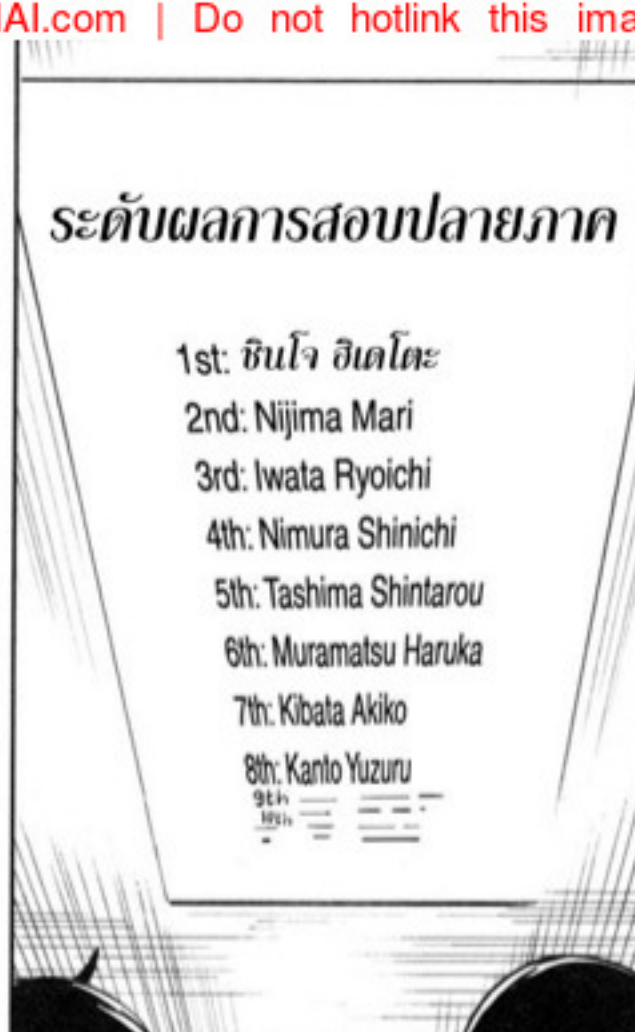 AI.com | Do not hotlink this ima
ระดับผลการสอบปลายภาค
1st: ชินโจ ฮิเดโตะ
2nd: Nijima Mari
3rd: Iwata Ryoichi
4th: Nimura Shinichi
5th: Tashima Shintarou
6th: Muramatsu Haruka
7th: Kibata Akiko
8th: Kanto Yuzuru
9th
10th